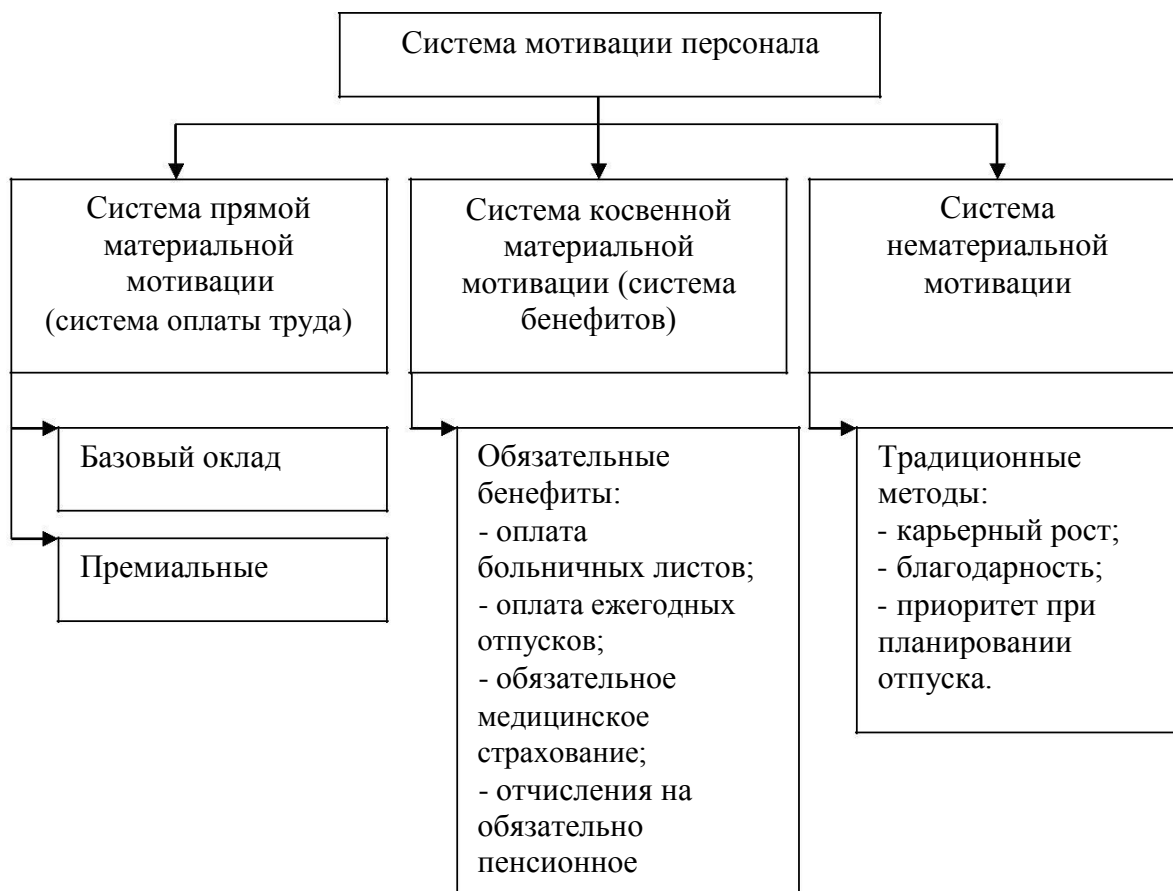 Система мотивации персонала
Система прямой
материальной
мотивации
(система оплаты труда)
Система косвенной
материальной
мотивации (система
бенефитов)
Система
нематериальной
мотивации
Базовый оклад
Премиальные
Обязательные
бенефиты:
- оплата
больничных листов;
- оплата ежегодных
отпусков;
- обязательное
медицинское
страхование;
- отчисления на
обязательно
пенсионное
Традиционные
методы:
- карьерный рост;
- благодарность;
- приоритет при
планировании
отпуска.